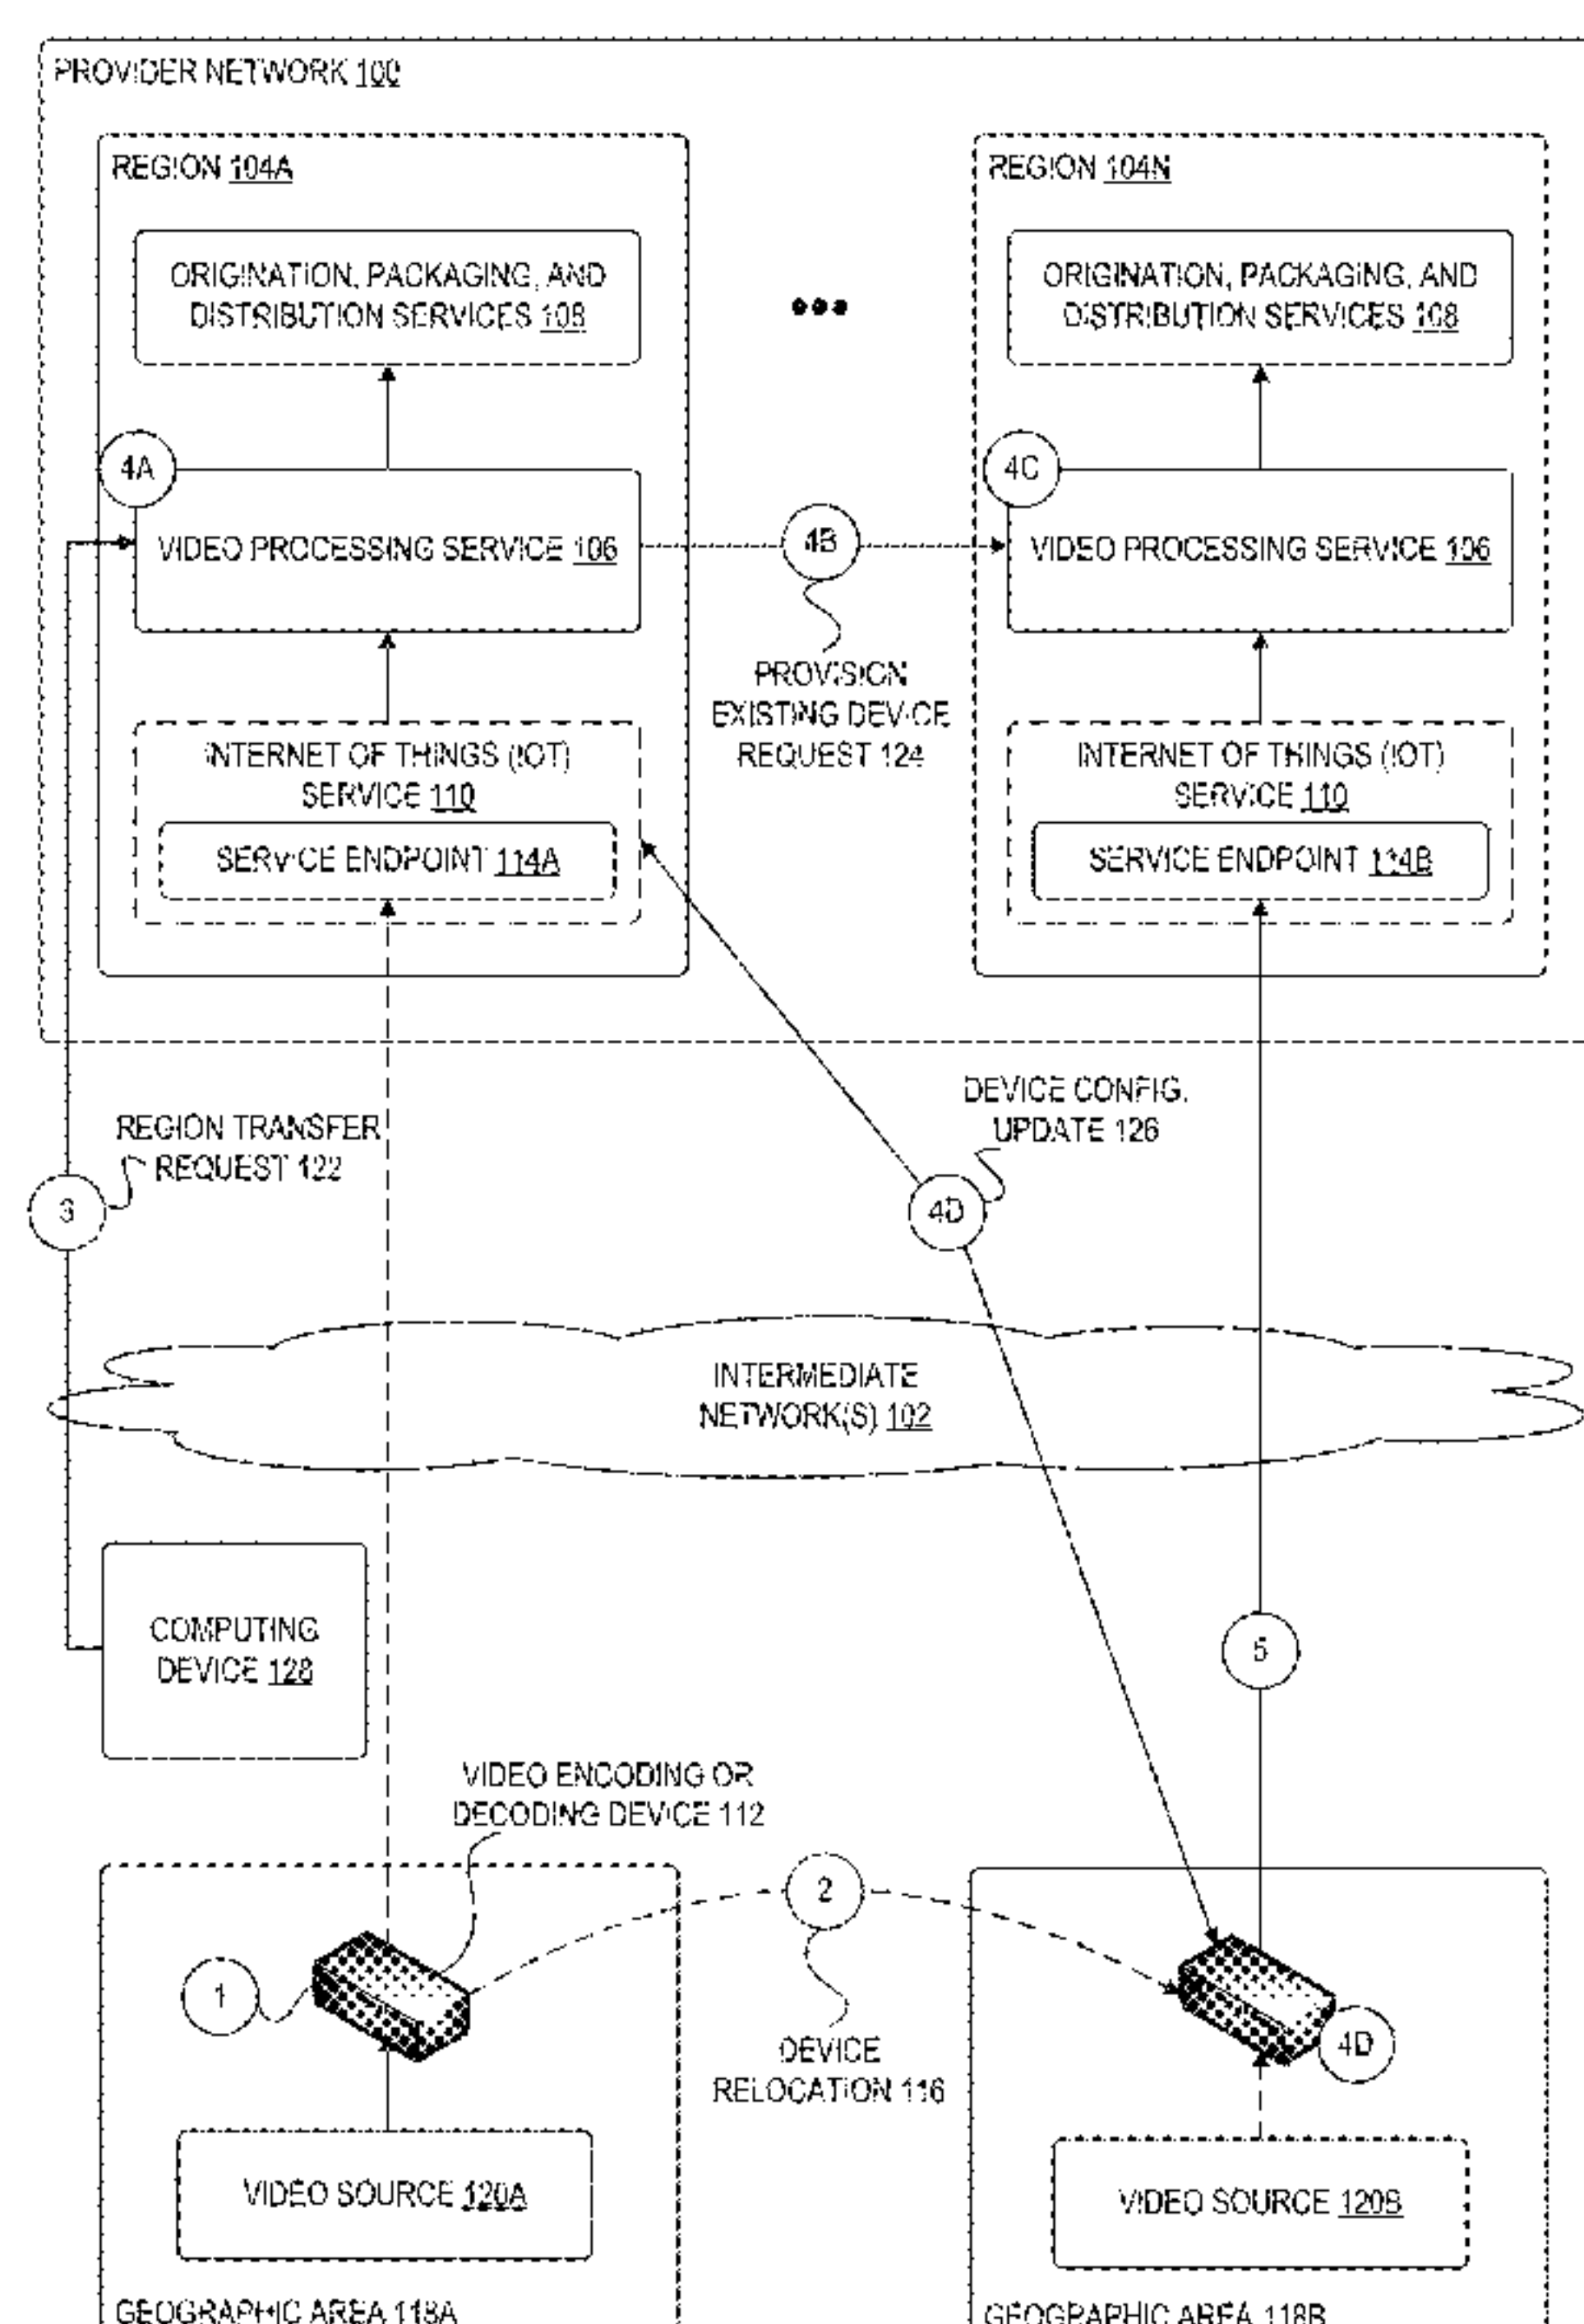 PROVIDER NETWORK 100
REGION 104A
ORIGINATION, PACKAGING, AND
DISTRIBUTION SERVICES 108
4A
VIDEO PROCESSING SERVICE 106
INTERNET OF THINGS (IOT)
SERVICE 110
SERVICE ENDPOINT 114A
4B
PROVISION
EXISTING DEVICE
REQUEST 124
REGION 104N
ORIGINATION, PACKAGING, AND
DISTRIBUTION SERVICES 108
4C
VIDEO PROCESSING SERVICE 106
INTERNET OF THINGS (IOT)
SERVICE 110
SERVICE ENDPOINT 114B
REGION TRANSFER
REQUEST 122
3
DEVICE CONFIG.
UPDATE 126
4D
INTERMEDIATE
NETWORK(S) 102
COMPUTING
DEVICE 128
5
VIDEO ENCODING OR
DECODING DEVICE 112
1
2
DEVICE
RELOCATION 116
4D
VIDEO SOURCE 120A
VIDEO SOURCE 120B
GEOGRAPHIC AREA 118A
GEOGRAPHIC AREA 118B